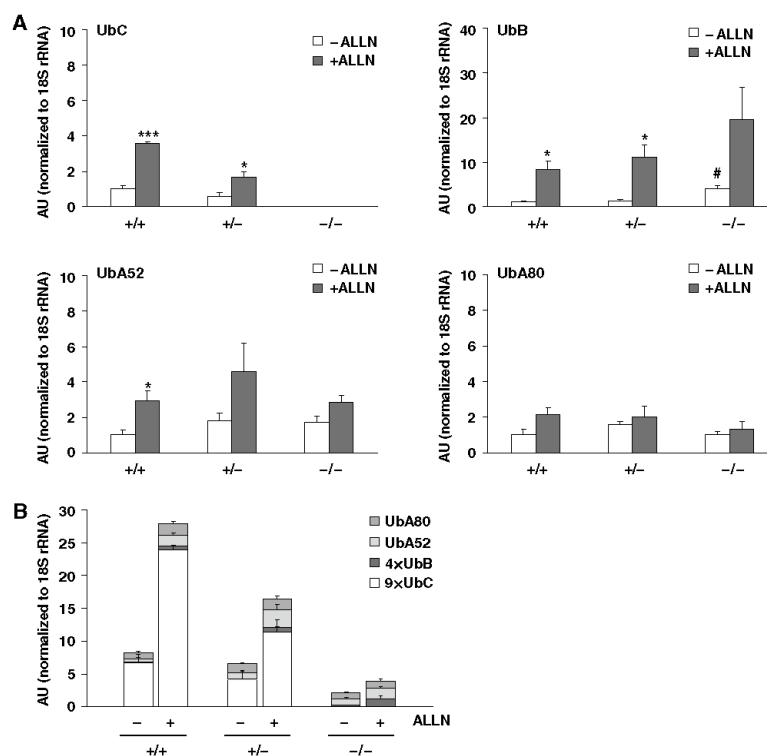 A
UbC
–ALLN
+ALLN
AU (normalized to 18S rRNA)
10
8
6
4
2
0
***
*
+/+
+/–
–/–
UbB
–ALLN
+ALLN
AU (normalized to 18S rRNA)
40
30
20
10
0
*
*
#
+/+
+/–
–/–
UbA52
–ALLN
+ALLN
AU (normalized to 18S rRNA)
10
8
6
4
2
0
*
+/+
+/–
–/–
UbA80
–ALLN
+ALLN
AU (normalized to 18S rRNA)
10
8
6
4
2
0
+/+
+/–
–/–
B
AU (normalized to 18S rRNA)
30
25
20
15
10
5
0
UbA80
UbA52
4×UbB
9×UbC
– + – + – + ALLN
+/+ +/– –/–